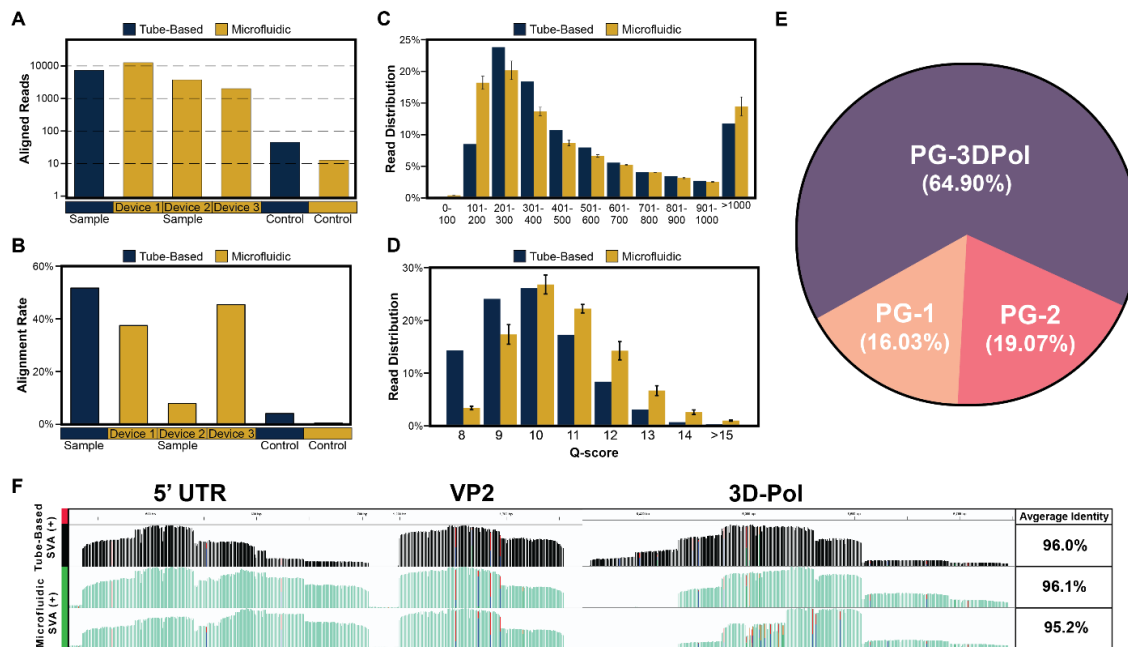 A
Tube-Based
Microfluidic
Aligned Reads
10000
1000
100
10
1
Device 1
Device 2
Device 3
Sample
Sample
Control
Control
B
Tube-Based
Microfluidic
Alignment Rate
60%
40%
20%
0%
Device 1
Device 2
Device 3
Sample
Sample
Control
Control
C
Tube-Based
Microfluidic
Read Distribution
25%
20%
15%
10%
5%
0%
0-
100
101-
200
201-
300
301-
400
401-
500
501-
600
601-
700
701-
800
801-
900
901-
1000
>1000
D
Tube-Based
Microfluidic
Read Distribution
30%
20%
10%
0%
8
9
10
11
12
13
14
>15
Q-score
E
PG-3DPol
(64.90%)
PG-1
(16.03%)
PG-2
(19.07%)
F
5' UTR
VP2
3D-Pol
Avgerage Identity
Tube-Based
SVA (+)
96.0%
Microfluidic
SVA (+)
96.1%
95.2%